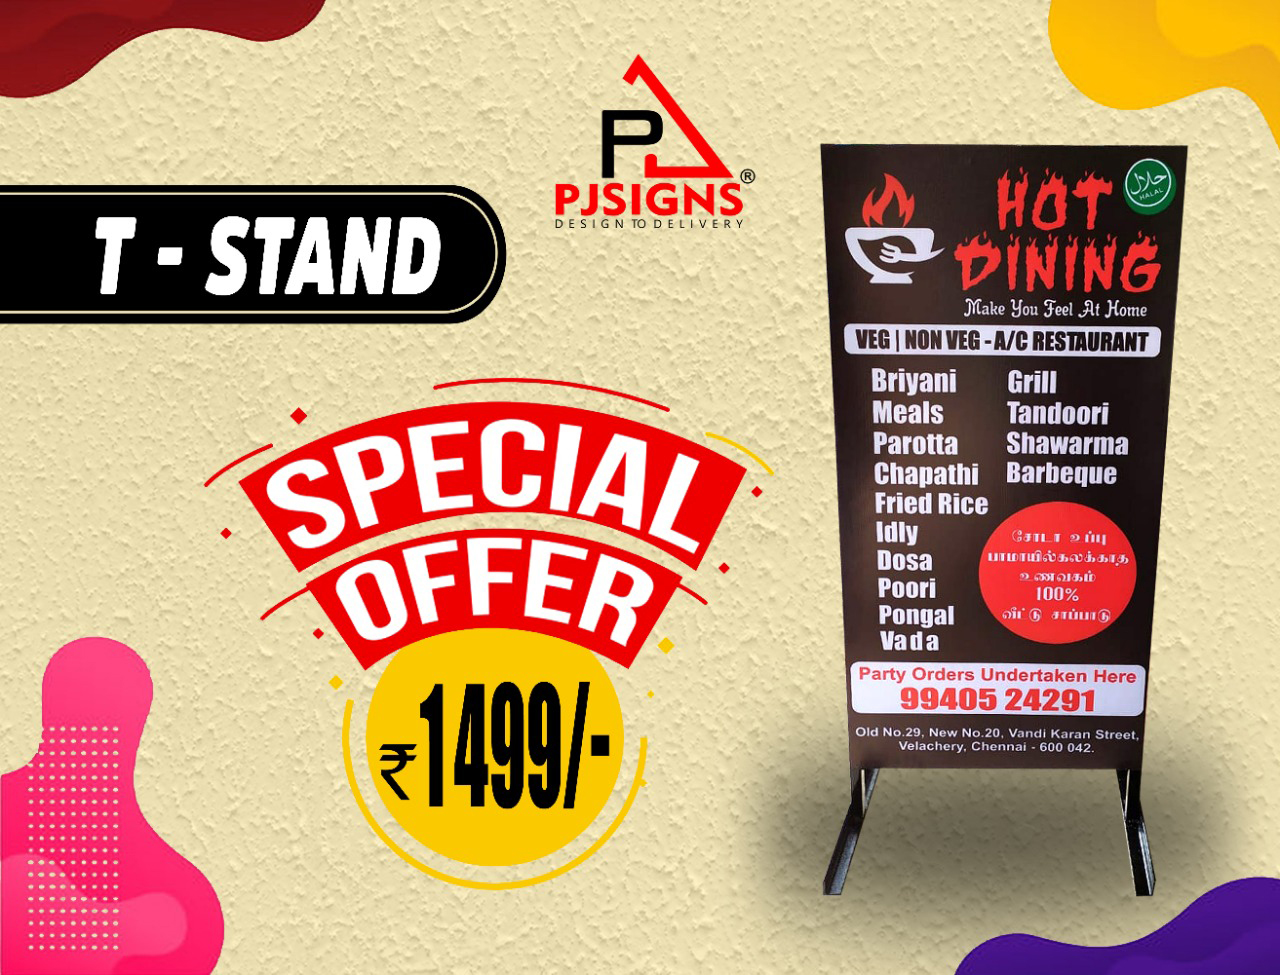 PJ
PJSIGNS®
DESIGN TO DELIVERY
T - STAND
SPECIAL
OFFER
₹1499/-
حلال
HALAL
HOT
DINING
Make You Feel At Home
VEG | NON VEG - A/C RESTAURANT
Briyani
Meals
Parotta
Chapathi
Fried Rice
Idly
Dosa
Poori
Pongal
Vada
Grill
Tandoori
Shawarma
Barbeque
சோடா உப்பு
பாமாயில்கலக்காத
உணவகம்
100%
வீட்டு சாப்பாடு
Party Orders Undertaken Here
99405 24291
Old No.29, New No.20, Vandi Karan Street,
Velachery, Chennai - 600 042.